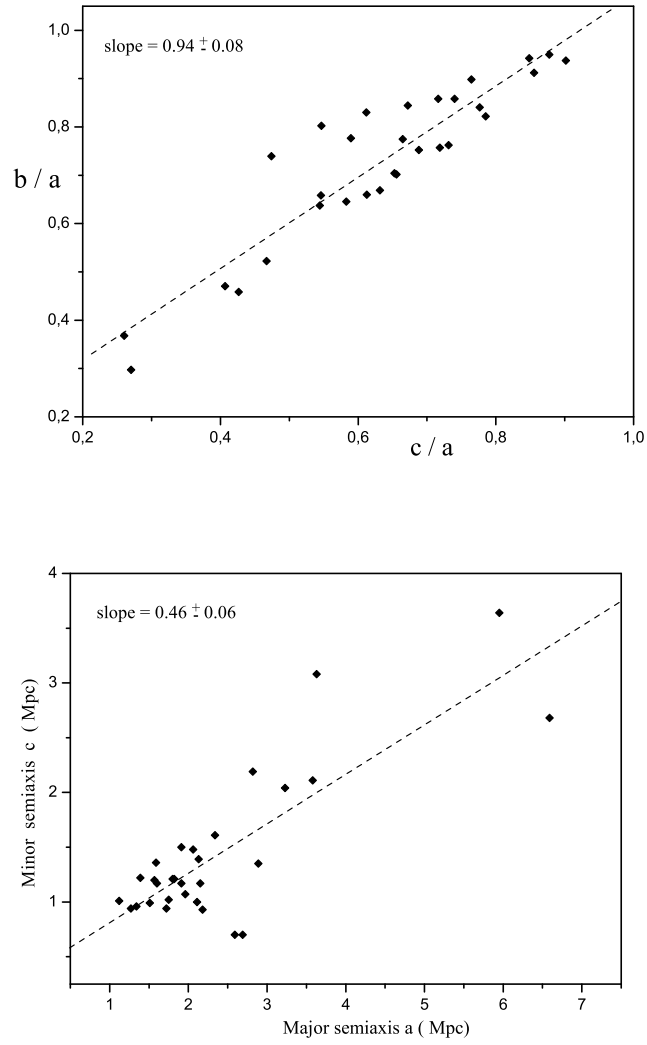 1,0
slope = 0.94 ± 0.08
0,8
b / a
0,6
0,4
0,2
0,2 0,4 0,6 0,8 1,0
c / a
4
slope = 0.46 ± 0.06
3
Minor semiaxis c ( Mpc)
2
1
1 2 3 4 5 6 7
Major semiaxis a ( Mpc)